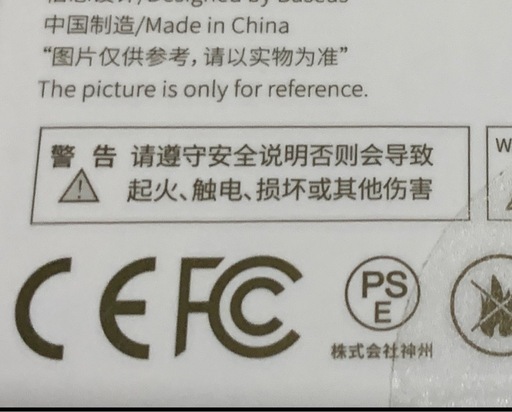 Designed by Baseus
中国制造/Made in China
“图片仅供参考，请以实物为准”
The picture is only for reference.
警 告 请遵守安全说明否则会导致
起火、触电、损坏或其他伤害
W
CE FC PS
E
株式会社神州